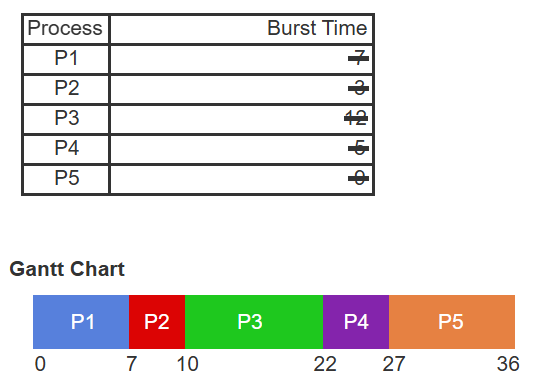 Process Burst Time
P1 7
P2 3
P3 12
P4 5
P5 9
Gantt Chart
P1 P2 P3 P4 P5
0 7 10 22 27 36